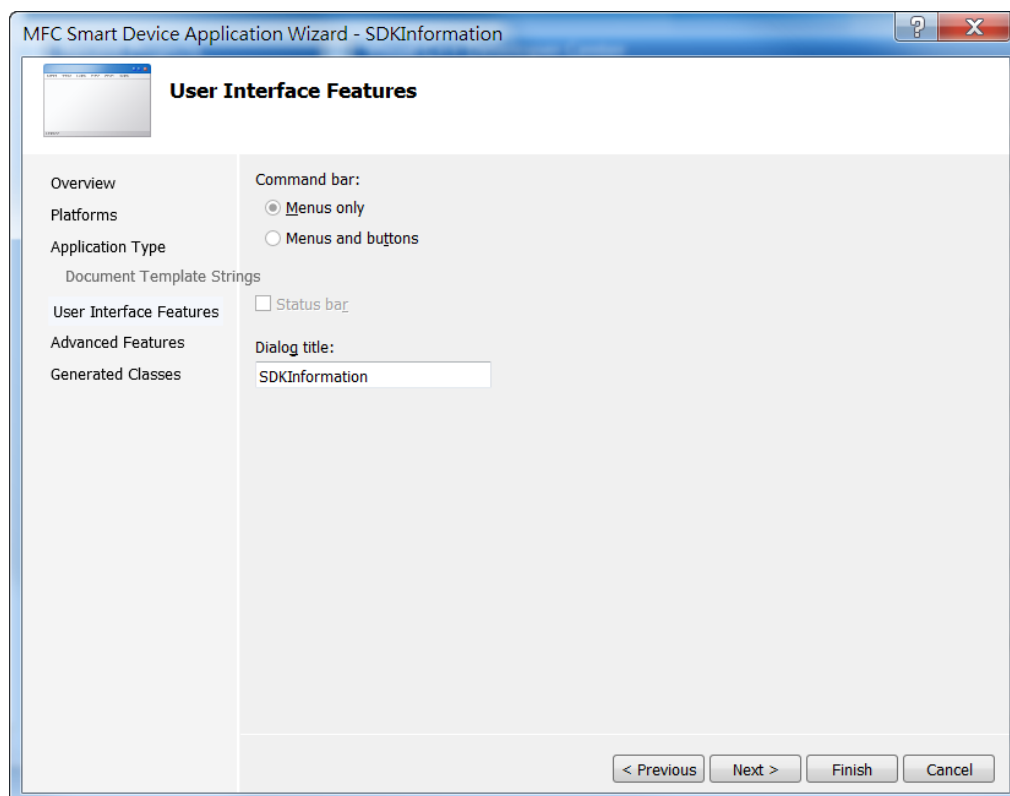 MFC Smart Device Application Wizard - SDKInformation
User Interface Features
Overview
Platforms
Application Type
Document Template Strings
User Interface Features
Advanced Features
Generated Classes
Command bar:
Menus only
Menus and buttons
Status bar
Dialog title:
SDKInformation
< Previous
Next >
Finish
Cancel